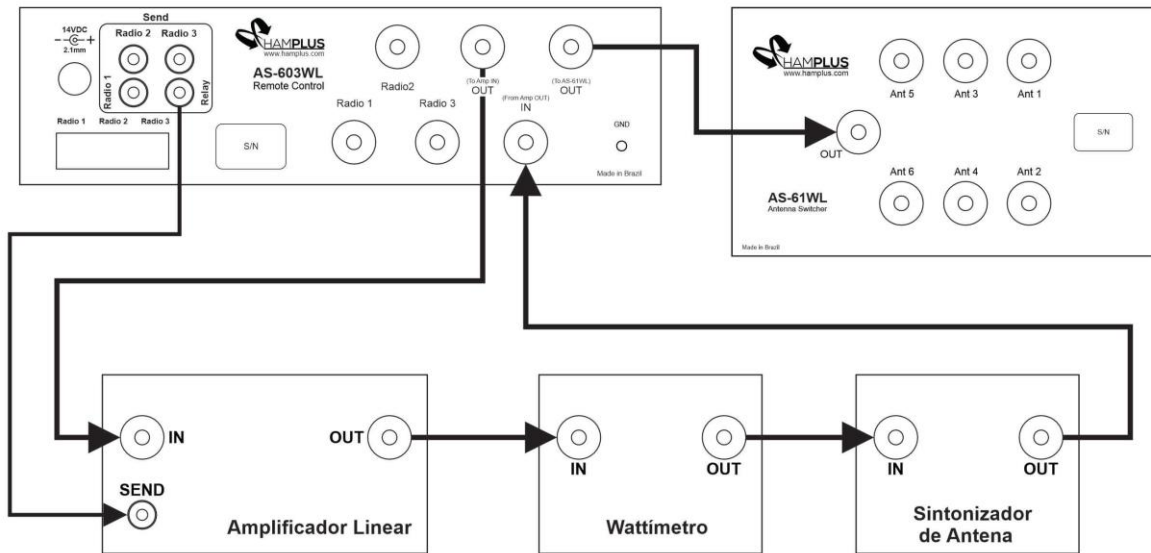 Send
14VDC
- +
2.1mm
Radio 2 Radio 3
Radio 1
Relay
Radio 1 Radio 2 Radio 3
HAMPLUS
www.hamplus.com
AS-603WL
Remote Control
S/N
Radio2
Radio 1
Radio 3
(To Amp IN)
OUT
(To AS-61WL)
OUT
(From Amp OUT)
IN
GND
Made in Brazil
HAMPLUS
www.hamplus.com
Ant 5 Ant 3 Ant 1
OUT
S/N
Ant 6 Ant 4 Ant 2
AS-61WL
Antenna Switcher
Made in Brazil
IN
OUT
SEND
Amplificador Linear
IN
OUT
Wattímetro
IN
OUT
Sintonizador
de Antena